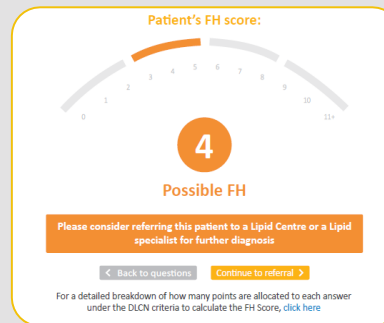 Patient's FH score:
0 1 2 3 4 5 6 7 8 9 10 11+
4
Possible FH
Please consider referring this patient to a Lipid Centre or a Lipid
specialist for further diagnosis
< Back to questions Continue to referral >
For a detailed breakdown of how many points are allocated to each answer
under the DLCN criteria to calculate the FH Score, click here